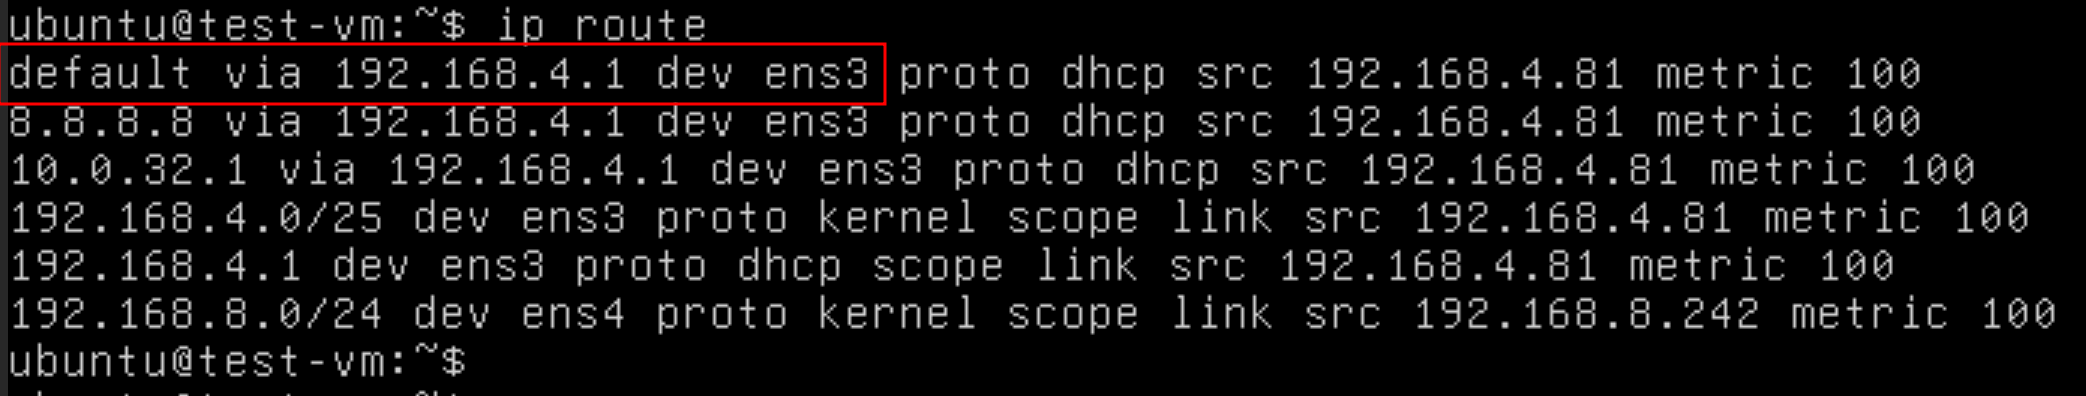 ubuntu@test-vm:~$ ip route
default via 192.168.4.1 dev ens3 proto dhcp src 192.168.4.81 metric 100
8.8.8.8 via 192.168.4.1 dev ens3 proto dhcp src 192.168.4.81 metric 100
10.0.32.1 via 192.168.4.1 dev ens3 proto dhcp src 192.168.4.81 metric 100
192.168.4.0/25 dev ens3 proto kernel scope link src 192.168.4.81 metric 100
192.168.4.1 dev ens3 proto dhcp scope link src 192.168.4.81 metric 100
192.168.8.0/24 dev ens4 proto kernel scope link src 192.168.8.242 metric 100
ubuntu@test-vm:~$